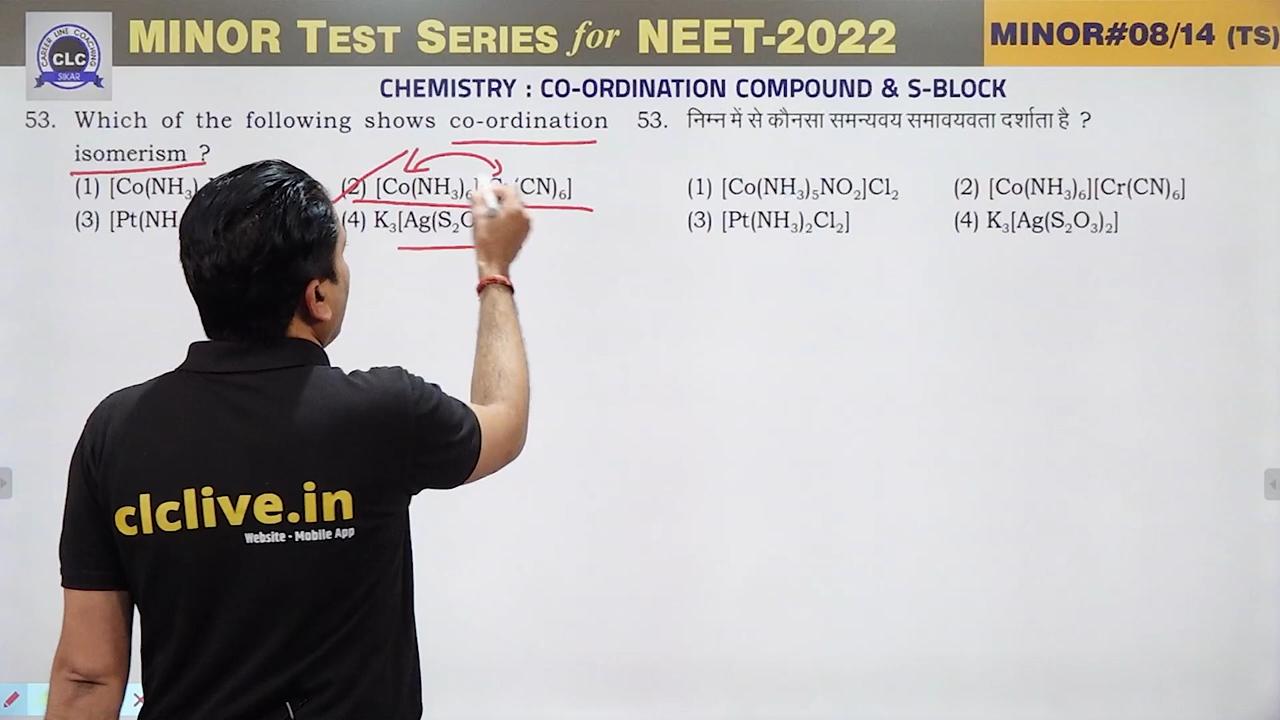 CAREER LINE COACHING
CLC
SIKAR
MINOR TEST SERIES for NEET-2022
MINOR#08/14 (TS)
CHEMISTRY : CO-ORDINATION COMPOUND & S-BLOCK
53. Which of the following shows co-ordination
isomerism ?
(1) [Co(NH₃) (2) [Co(NH₃)₆][Cr(CN)₆]
(3) [Pt(NH (4) K₃[Ag(S₂O
53. निम्न में से कौनसा समन्यवय समावयवता दर्शाता है ?
(1) [Co(NH₃)₅NO₂]Cl₂ (2) [Co(NH₃)₆][Cr(CN)₆]
(3) [Pt(NH₃)₂Cl₂] (4) K₃[Ag(S₂O₃)₂]
clclive.in
Website - Mobile App